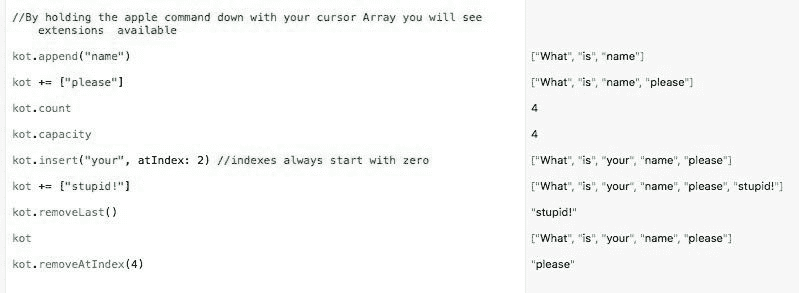 //By holding the apple command down with your cursor Array you will see
extensions  available
kot.append("name")
["What", "is", "name"]
kot += ["please"]
["What", "is", "name", "please"]
kot.count
4
kot.capacity
4
kot.insert("your", atIndex: 2) //indexes always start with zero
["What", "is", "your", "name", "please"]
kot += ["stupid!"]
["What", "is", "your", "name", "please", "stupid!"]
kot.removeLast()
"stupid!"
kot
["What", "is", "your", "name", "please"]
kot.removeAtIndex(4)
"please"